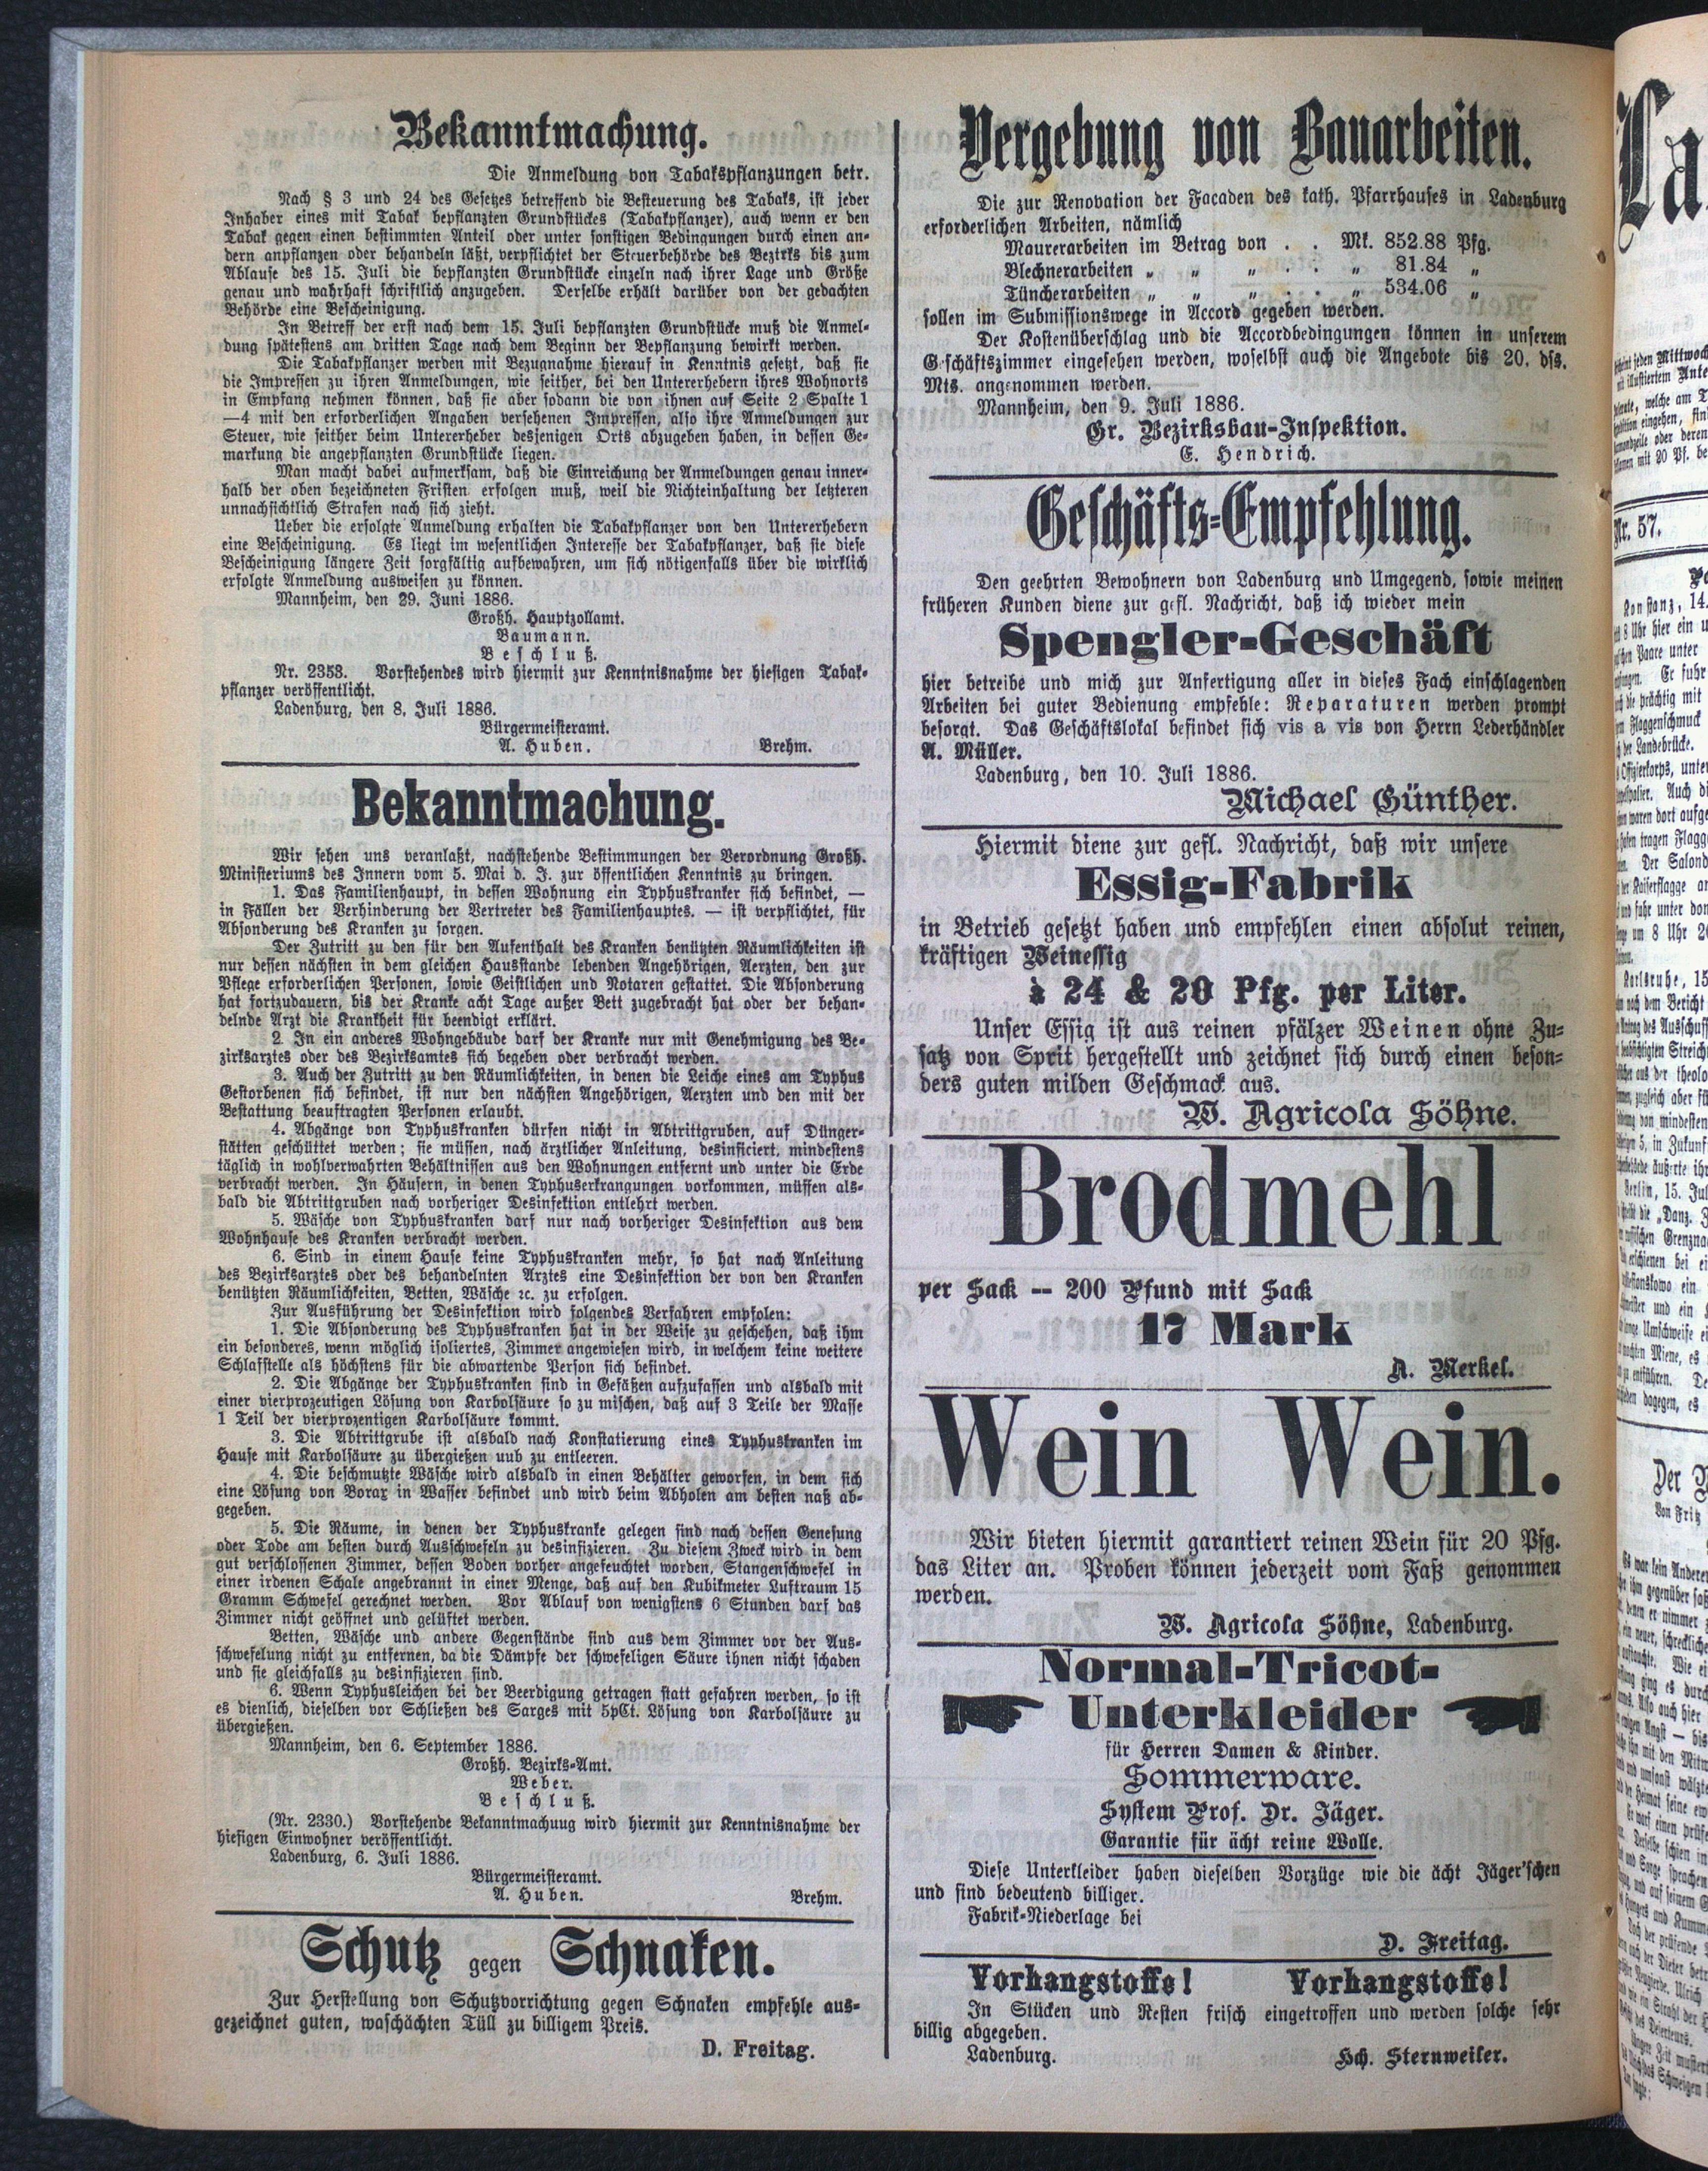 Bekanntmachung.
Die Anmeldung von Tabakspflanzungen betr.
Nach § 3 und 24 des Gesetzes betreffend die Besteuerung des Tabaks, ist jeder
Inhaber eines mit Tabak bepflanzten Grundstückes (Tabakpflanzer), auch wenn er den
Tabak gegen einen bestimmten Anteil oder unter sonstigen Bedingungen durch einen an-
dern anpflanzen oder behandeln läßt, verpflichtet der Steuerbehörde des Bezirks bis zum
Ablaufe des 15. Juli die bepflanzten Grundstücke einzeln nach ihrer Lage und Größe
genau und wahrhaft schriftlich anzugeben. Derselbe erhält darüber von der gedachten
Behörde eine Bescheinigung.
In Betreff der erst nach dem 15. Juli bepflanzten Grundstücke muß die Anmel-
dung spätestens am dritten Tage nach dem Beginn der Bepflanzung bewirkt werden.
Die Tabakpflanzer werden mit Bezugnahme hierauf in Kenntnis gesetzt, daß sie
die Impressen zu ihren Anmeldungen, wie seither, bei den Untererhebern ihres Wohnorts
in Empfang nehmen können, daß sie aber sodann die von ihnen auf Seite 2 Spalte 1
—4 mit den erforderlichen Angaben versehenen Impressen, also ihre Anmeldungen zur
Steuer, wie seither beim Untererheber desjenigen Orts abzugeben haben, in dessen Ge-
markung die angepflanzten Grundstücke liegen.
Man macht dabei aufmerksam, daß die Einreichung der Anmeldungen genau inner-
halb der oben bezeichneten Fristen erfolgen muß, weil die Nichteinhaltung der letzteren
unnachsichtlich Strafen nach sich zieht.
Ueber die erfolgte Anmeldung erhalten die Tabakpflanzer von den Untererhebern
eine Bescheinigung. Es liegt im wesentlichen Interesse der Tabakpflanzer, daß sie diese
Bescheinigung längere Zeit sorgfältig aufbewahren, um sich nötigenfalls über die wirklich
erfolgte Anmeldung ausweisen zu können.
Mannheim, den 29. Juni 1886.
Großh. Hauptzollamt.
Baumann.
Beschluß.
Nr. 2353. Vorstehendes wird hiermit zur Kenntnisnahme der hiesigen Tabak-
pflanzer veröffentlicht.
Ladenburg, den 8. Juli 1886.
Bürgermeisteramt.
A. Huben. Brehm.
Bekanntmachung.
Wir sehen uns veranlaßt, nachstehende Bestimmungen der Verordnung Großh.
Ministeriums des Innern vom 5. Mai d. J. zur öffentlichen Kenntnis zu bringen.
1. Das Familienhaupt, in dessen Wohnung ein Typhuskranker sich befindet, —
in Fällen der Verhinderung der Vertreter des Familienhauptes. — ist verpflichtet, für
Absonderung des Kranken zu sorgen.
Der Zutritt zu den für den Aufenthalt des Kranken benützten Räumlichkeiten ist
nur dessen nächsten in dem gleichen Hausstande lebenden Angehörigen, Aerzten, den zur
Pflege erforderlichen Personen, sowie Geistlichen und Notaren gestattet. Die Absonderung
hat fortzudauern, bis der Kranke acht Tage außer Bett zugebracht hat oder der behan-
delnde Arzt die Krankheit für beendigt erklärt.
2. In ein anderes Wohngebäude darf der Kranke nur mit Genehmigung des Be-
zirksarztes oder des Bezirksamtes sich begeben oder verbracht werden.
3. Auch der Zutritt zu den Räumlichkeiten, in denen die Leiche eines am Typhus
Gestorbenen sich befindet, ist nur den nächsten Angehörigen, Aerzten und den mit der
Bestattung beauftragten Personen erlaubt.
4. Abgänge von Typhuskranken dürfen nicht in Abtrittgruben, auf Dünger-
stätten geschüttet werden; sie müssen, nach ärztlicher Anleitung, desinficiert, mindestens
täglich in wohlverwahrten Behältnissen aus den Wohnungen entfernt und unter die Erde
verbracht werden. In Häusern, in denen Typhuserkrangungen vorkommen, müssen als-
bald die Abtrittgruben nach vorheriger Desinfektion entlehrt werden.
5. Wäsche von Typhuskranken darf nur nach vorheriger Desinfektion aus dem
Wohnhause des Kranken verbracht werden.
6. Sind in einem Hause keine Typhuskranken mehr, so hat nach Anleitung
des Bezirksarztes oder des behandelnten Arztes eine Desinfektion der von den Kranken
benützten Räumlichkeiten, Betten, Wäsche ꝛc. zu erfolgen.
Zur Ausführung der Desinfektion wird folgendes Verfahren empfolen:
1. Die Absonderung des Typhuskranken hat in der Weise zu geschehen, daß ihm
ein besonderes, wenn möglich isoliertes, Zimmer angewiesen wird, in welchem keine weitere
Schlafstelle als höchstens für die abwartende Person sich befindet.
2. Die Abgänge der Typhuskranken sind in Gefäßen aufzufassen und alsbald mit
einer vierprozeutigen Lösung von Karbolsäure so zu mischen, daß auf 3 Teile der Masse
1 Teil der vierprozentigen Karbolsäure kommt.
3. Die Abtrittgrube ist alsbald nach Konstatierung eines Typhuskranken im
Hause mit Karbolsäure zu übergießen uub zu entleeren.
4. Die beschmutzte Wäsche wird alsbald in einen Behälter geworfen, in dem sich
eine Lösung von Borax in Wasser befindet und wird beim Abholen am besten naß ab-
gegeben.
5. Die Räume, in denen der Typhuskranke gelegen sind nach dessen Genesung
oder Tode am besten durch Ausschwefeln zu desinfizieren. Zu diesem Zweck wird in dem
gut verschlossenen Zimmer, dessen Boden vorher angefeuchtet worden, Stangenschwefel in
einer irdenen Schale angebrannt in einer Menge, daß auf den Kubikmeter Luftraum 15
Gramm Schwefel gerechnet werden. Vor Ablauf von wenigstens 6 Stunden darf das
Zimmer nicht geöffnet und gelüftet werden.
Betten, Wäsche und andere Gegenstände sind aus dem Zimmer vor der Aus-
schwefelung nicht zu entfernen, da die Dämpfe der schwefeligen Säure ihnen nicht schaden
und sie gleichfalls zu desinfizieren sind.
6. Wenn Typhusleichen bei der Beerdigung getragen statt gefahren werden, so ist
es dienlich, dieselben vor Schließen des Sarges mit 5pCt. Lösung von Karbolsäure zu
übergießen.
Mannheim, den 6. September 1886.
Großh. Bezirks-Amt.
Weber.
Beschluß.
(Nr. 2330.) Vorstehende Bekanntmachuug wird hiermit zur Kenntnisnahme der
hiesigen Einwohner veröffentlicht.
Ladenburg, 6. Juli 1886.
Bürgermeisteramt.
A. Huben. Brehm.
Schutz gegen Schnaken.
Zur Herstellung von Schutzvorrichtung gegen Schnaken empfehle aus-
gezeichnet guten, waschächten Tüll zu billigem Preis.
D. Freitag.
Vergebung von Bauarbeiten.
Die zur Renovation der Facaden des kath. Pfarrhauses in Ladenburg
erforderlichen Arbeiten, nämlich
Maurerarbeiten im Betrag von . . Mk. 852.88 Pfg.
Blechnerarbeiten „ „ „ . . „ 81.84 „
Tüncherarbeiten „ „ „ . . „ 534.06 „
sollen im Submissionswege in Accord gegeben werden.
Der Kostenüberschlag und die Accordbedingungen können in unserem
Geschäftszimmer eingesehen werden, woselbst auch die Angebote bis 20. dss.
Mts. angenommen werden.
Mannheim, den 9. Juli 1886.
Gr. Bezirksbau-Inspektion.
E. Hendrich.
Geschäfts-Empfehlung.
Den geehrten Bewohnern von Ladenburg und Umgegend, sowie meinen
früheren Kunden diene zur gefl. Nachricht, daß ich wieder mein
Spengler-Geschäft
hier betreibe und mich zur Anfertigung aller in dieses Fach einschlagenden
Arbeiten bei guter Bedienung empfehle: Reparaturen werden prompt
besorgt. Das Geschäftslokal befindet sich vis a vis von Herrn Lederhändler
A. Müller.
Ladenburg, den 10. Juli 1886.
Michael Günther.
Hiermit diene zur gefl. Nachricht, daß wir unsere
Essig-Fabrik
in Betrieb gesetzt haben und empfehlen einen absolut reinen,
kräftigen Weinessig
à 24 & 20 Pfg. per Liter.
Unser Essig ist aus reinen pfälzer Weinen ohne Zu-
satz von Sprit hergestellt und zeichnet sich durch einen beson-
ders guten milden Geschmack aus.
W. Agricola Söhne.
Brodmehl
per Sack -- 200 Pfund mit Sack
17 Mark
A. Merkel.
Wein Wein.
Wir bieten hiermit garantiert reinen Wein für 20 Pfg.
das Liter an. Proben können jederzeit vom Faß genommen
werden.
W. Agricola Söhne, Ladenburg.
Normal-Tricot-
Unterkleider
für Herren Damen & Kinder.
Sommerware.
System Prof. Dr. Jäger.
Garantie für ächt reine Wolle.
Diese Unterkleider haben dieselben Vorzüge wie die ächt Jäger'schen
und sind bedeutend billiger.
Fabrik-Niederlage bei
D. Freitag.
Vorhangstoffe! Vorhangstoffe!
In Stücken und Resten frisch eingetroffen und werden solche sehr
billig abgegeben.
Ladenburg. Hch. Sternweiler.
Nr. 57.